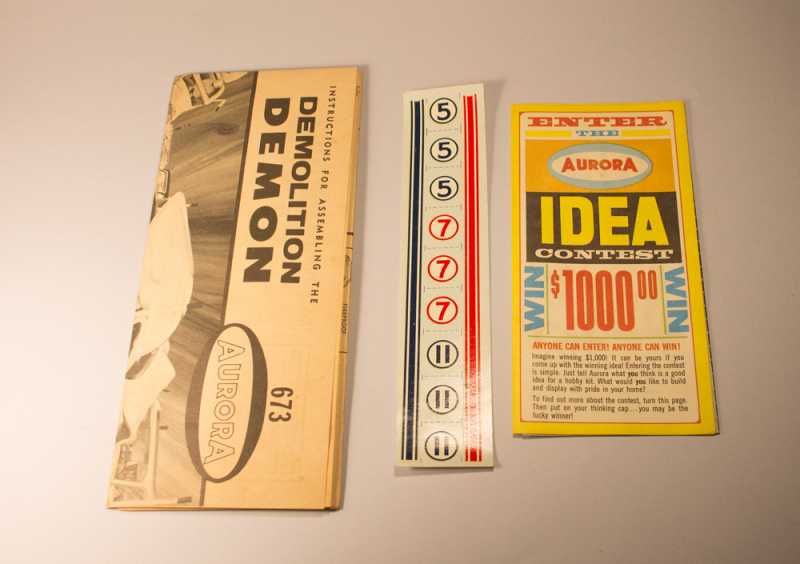 INSTRUCTIONS FOR ASSEMBLING THE
DEMOLITION
DEMON
AURORA
673
5
5
5
7
7
7
11
11
11
ENTER
THE
AURORA
IDEA
CONTEST
WIN
$1000.00
WIN
ANYONE CAN ENTER! ANYONE CAN WIN!
Imagine winning $1,000! It can be yours if you
come up with the winning idea! Entering the contest
is simple. Just tell Aurora what you think is a good
idea for a hobby kit. What would you like to build
and display with pride in your home?
To find out more about the contest, turn this page.
Then put on your thinking cap... you may be the
lucky winner!